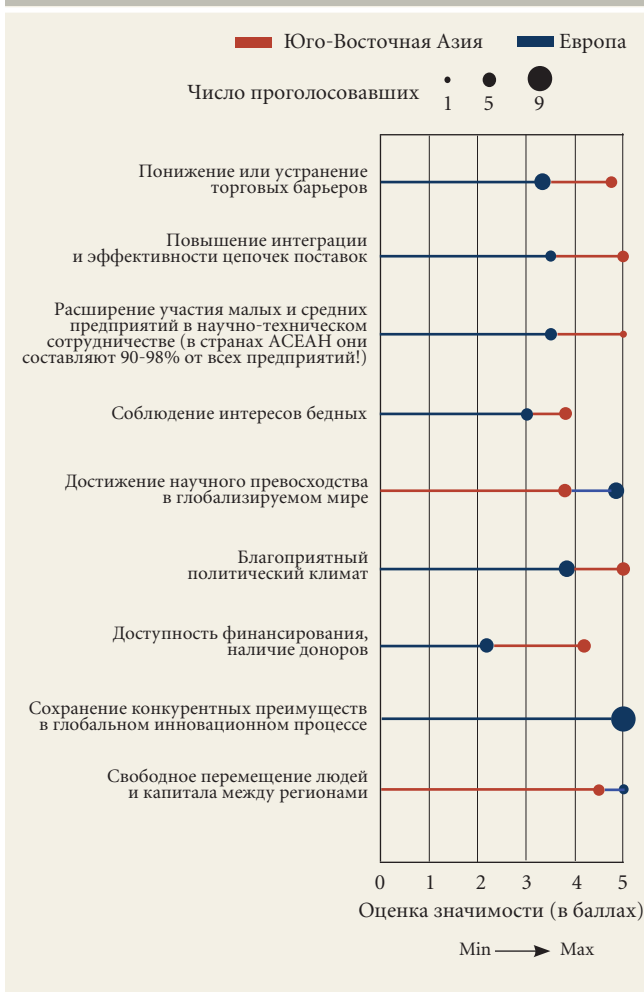 Юго-Восточная Азия Европа
Число проголосовавших
1 5 9
Понижение или устранение
торговых барьеров
Повышение интеграции
и эффективности цепочек поставок
Расширение участия малых и средних
предприятий в научно-техническом
сотрудничестве (в странах АСЕАН они
составляют 90-98% от всех предприятий!)
Соблюдение интересов бедных
Достижение научного превосходства
в глобализируемом мире
Благоприятный
политический климат
Доступность финансирования,
наличие доноров
Сохранение конкурентных преимуществ
в глобальном инновационном процессе
Свободное перемещение людей
и капитала между регионами
0 1 2 3 4 5
Оценка значимости (в баллах)
Min Max